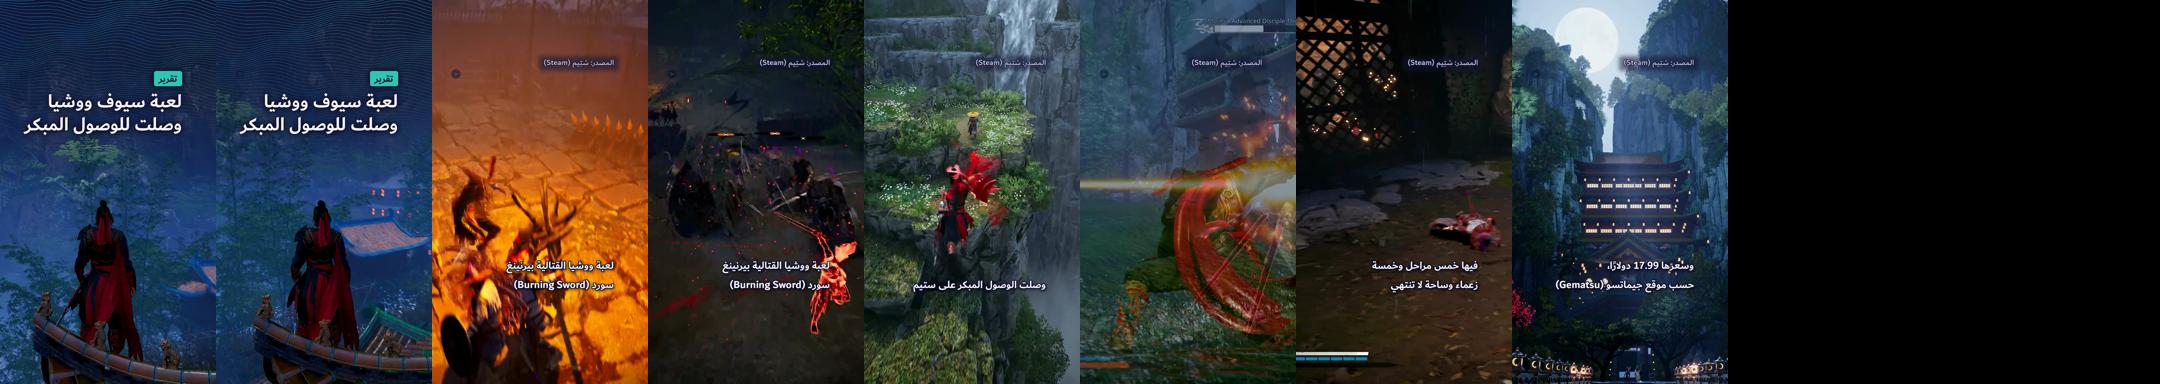 تقرير
لعبة سيوف ووشيا
وصلت للوصول المبكر
تقرير
لعبة سيوف ووشيا
وصلت للوصول المبكر
المصدر: ستيم (Steam)
لعبة ووشيا القتالية بيرنينغ
سورد (Burning Sword)
المصدر: ستيم (Steam)
لعبة ووشيا القتالية بيرنينغ
سورد (Burning Sword)
المصدر: ستيم (Steam)
وصلت الوصول المبكر على ستيم
Advanced Disciple
المصدر: ستيم (Steam)
المصدر: ستيم (Steam)
فيها خمس مراحل وخمسة
زعماء وساحة لا تنتهي
المصدر: ستيم (Steam)
وسعرها 17.99 دولارًا،
حسب موقع جيماتسو (Gematsu)